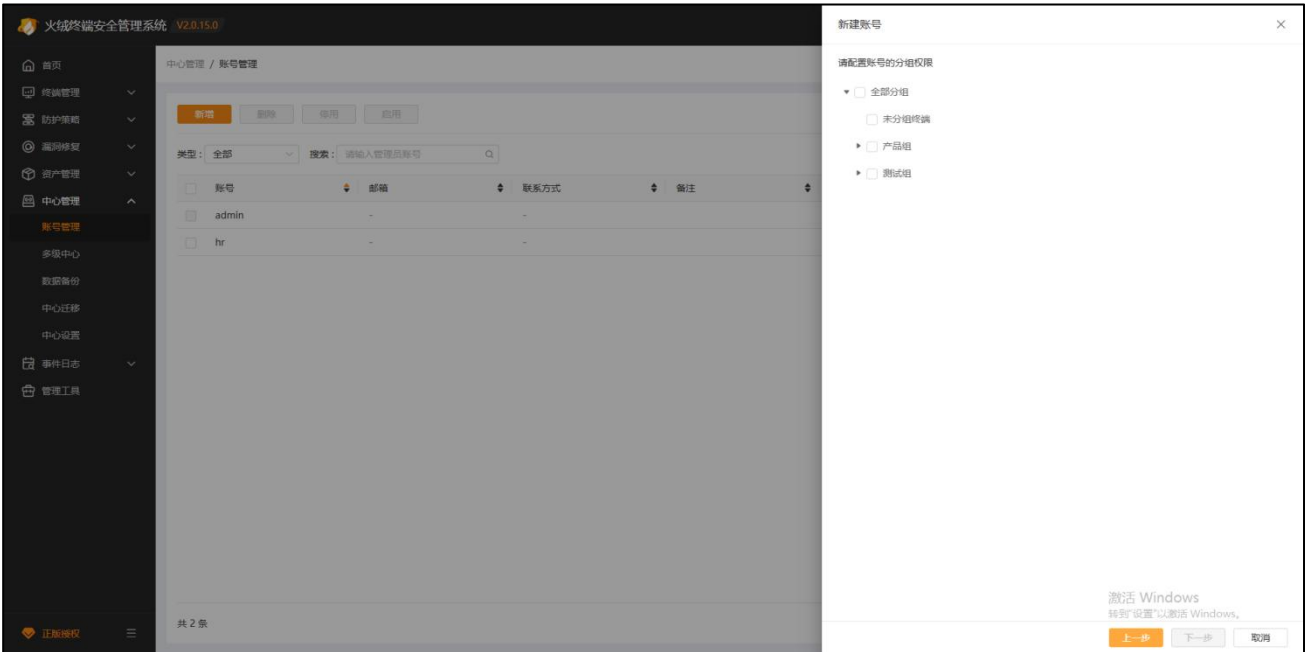 火绒终端安全管理系统 V2.0.15.0
首页
终端管理
防护策略
漏洞修复
资产管理
中心管理
账号管理
多级中心
数据备份
中心迁移
中心设置
事件日志
管理工具
正版授权
中心管理 / 账号管理
新增 删除 停用 启用
类型： 全部 搜索： 请输入管理员账号
账号 邮箱 联系方式 备注
admin - -
hr - -
共 2 条
新建账号
请配置账号的分组权限
全部分组
未分组终端
产品组
测试组
激活 Windows
转到"设置"以激活 Windows。
上一步 下一步 取消